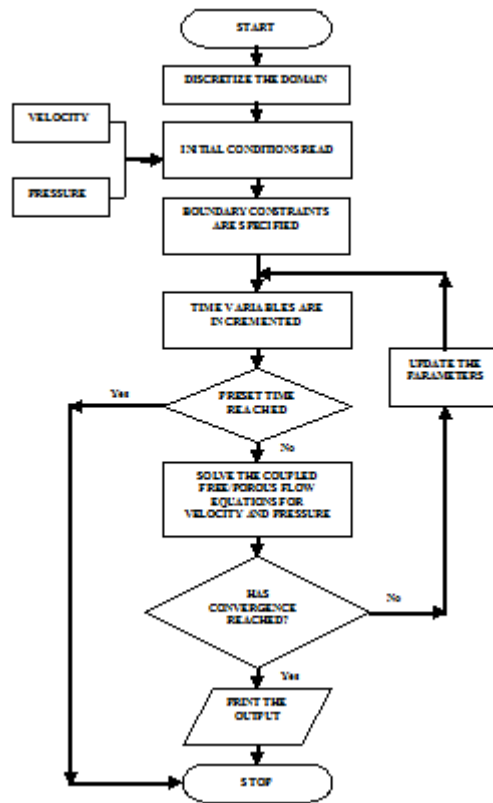 START
DISCRETIZE THE DOMAIN
VELOCITY
INITIAL CONDITIONS READ
PRESSURE
BOUNDARY CONSTRAINTS
ARE SPECIFIED
TIME VARIABLES ARE
INCREMENTED
UPDATE THE
PARAMETERS
Yes
PRESET TIME
REACHED
No
SOLVE THE COUPLED
FREE/POROUS FLOW
EQUATIONS FOR
VELOCITY AND PRESSURE
HAS
CONVERGENCE
REACHED?
No
Yes
PRINT THE
OUTPUT
STOP